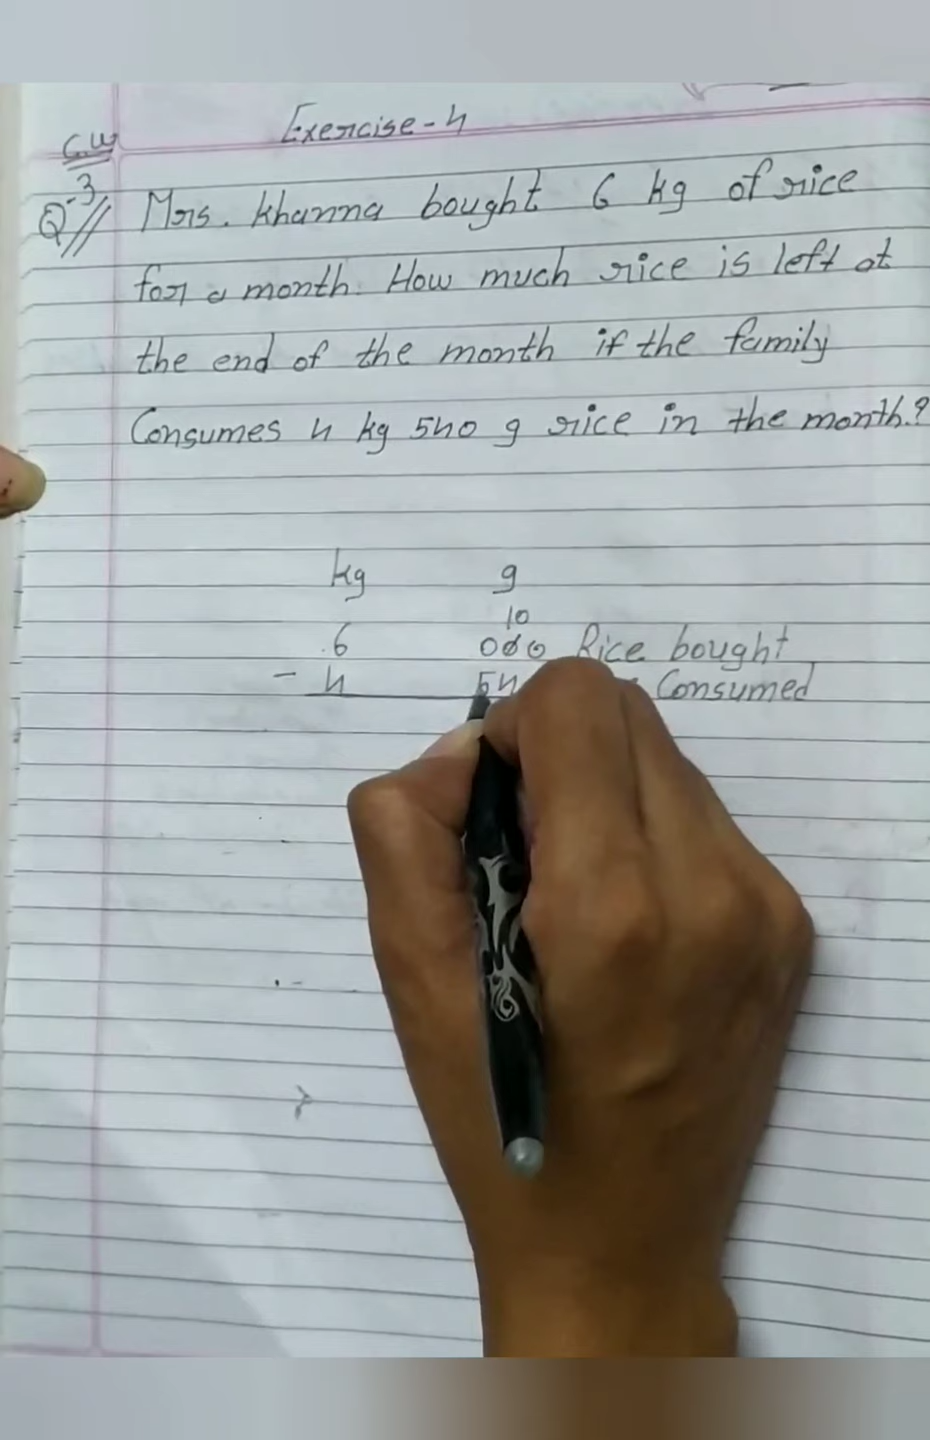 Exercise-4
C.W
Q-3// Mrs. Khanna bought 6 kg of rice
for a month. How much rice is left at
the end of the month if the family
Consumes 4 kg 540 g rice in the month.?
kg g
10
6 000 Rice bought
- 4 54 Consumed